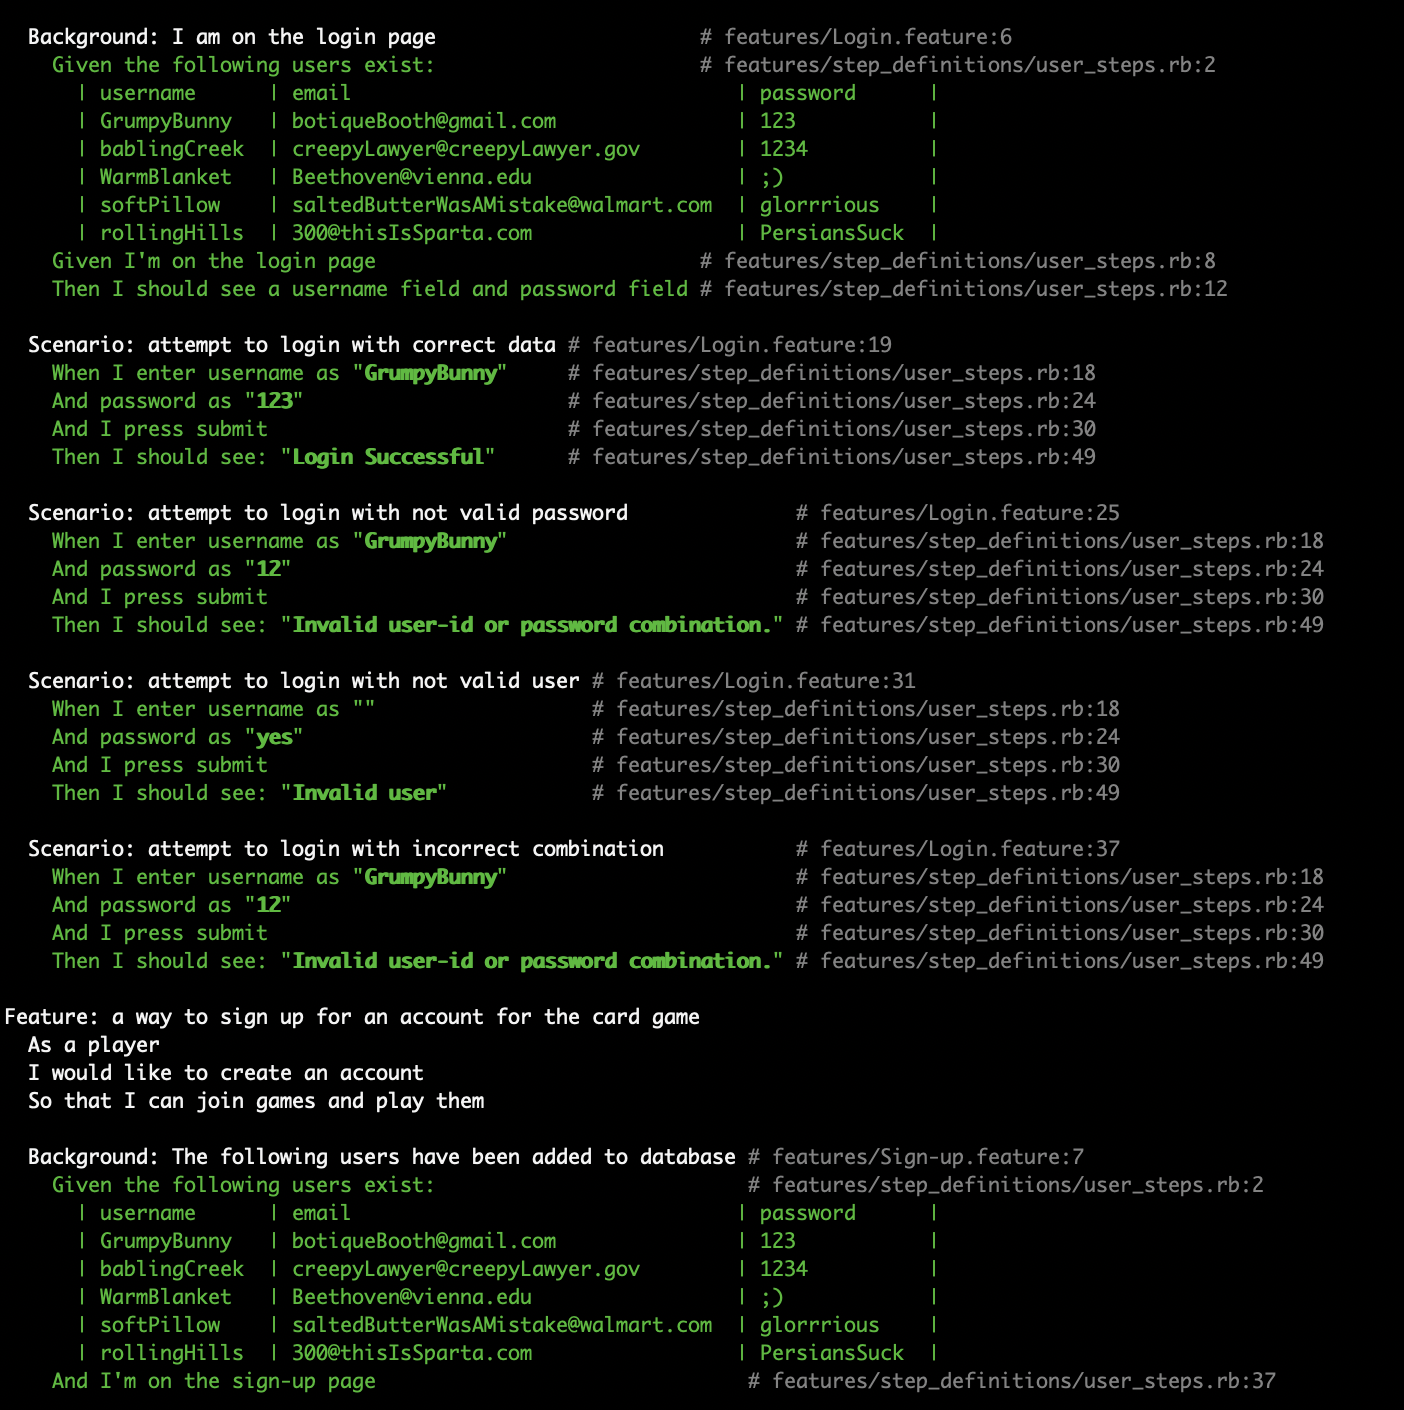 Background: I am on the login page # features/Login.feature:6
Given the following users exist: # features/step_definitions/user_steps.rb:2
| username | email | password |
| GrumpyBunny | botiqueBooth@gmail.com | 123 |
| bablingCreek | creepyLawyer@creepyLawyer.gov | 1234 |
| WarmBlanket | Beethoven@vienna.edu | ;) |
| softPillow | saltedButterWasAMistake@walmart.com | glorrrious |
| rollingHills | 300@thisIsSparta.com | PersiansSuck |
Given I'm on the login page # features/step_definitions/user_steps.rb:8
Then I should see a username field and password field # features/step_definitions/user_steps.rb:12
Scenario: attempt to login with correct data # features/Login.feature:19
When I enter username as "GrumpyBunny" # features/step_definitions/user_steps.rb:18
And password as "123" # features/step_definitions/user_steps.rb:24
And I press submit # features/step_definitions/user_steps.rb:30
Then I should see: "Login Successful" # features/step_definitions/user_steps.rb:49
Scenario: attempt to login with not valid password # features/Login.feature:25
When I enter username as "GrumpyBunny" # features/step_definitions/user_steps.rb:18
And password as "12" # features/step_definitions/user_steps.rb:24
And I press submit # features/step_definitions/user_steps.rb:30
Then I should see: "Invalid user-id or password combination." # features/step_definitions/user_steps.rb:49
Scenario: attempt to login with not valid user # features/Login.feature:31
When I enter username as "" # features/step_definitions/user_steps.rb:18
And password as "yes" # features/step_definitions/user_steps.rb:24
And I press submit # features/step_definitions/user_steps.rb:30
Then I should see: "Invalid user" # features/step_definitions/user_steps.rb:49
Scenario: attempt to login with incorrect combination # features/Login.feature:37
When I enter username as "GrumpyBunny" # features/step_definitions/user_steps.rb:18
And password as "12" # features/step_definitions/user_steps.rb:24
And I press submit # features/step_definitions/user_steps.rb:30
Then I should see: "Invalid user-id or password combination." # features/step_definitions/user_steps.rb:49
Feature: a way to sign up for an account for the card game
As a player
I would like to create an account
So that I can join games and play them
Background: The following users have been added to database # features/Sign-up.feature:7
Given the following users exist: # features/step_definitions/user_steps.rb:2
| username | email | password |
| GrumpyBunny | botiqueBooth@gmail.com | 123 |
| bablingCreek | creepyLawyer@creepyLawyer.gov | 1234 |
| WarmBlanket | Beethoven@vienna.edu | ;) |
| softPillow | saltedButterWasAMistake@walmart.com | glorrrious |
| rollingHills | 300@thisIsSparta.com | PersiansSuck |
And I'm on the sign-up page # features/step_definitions/user_steps.rb:37